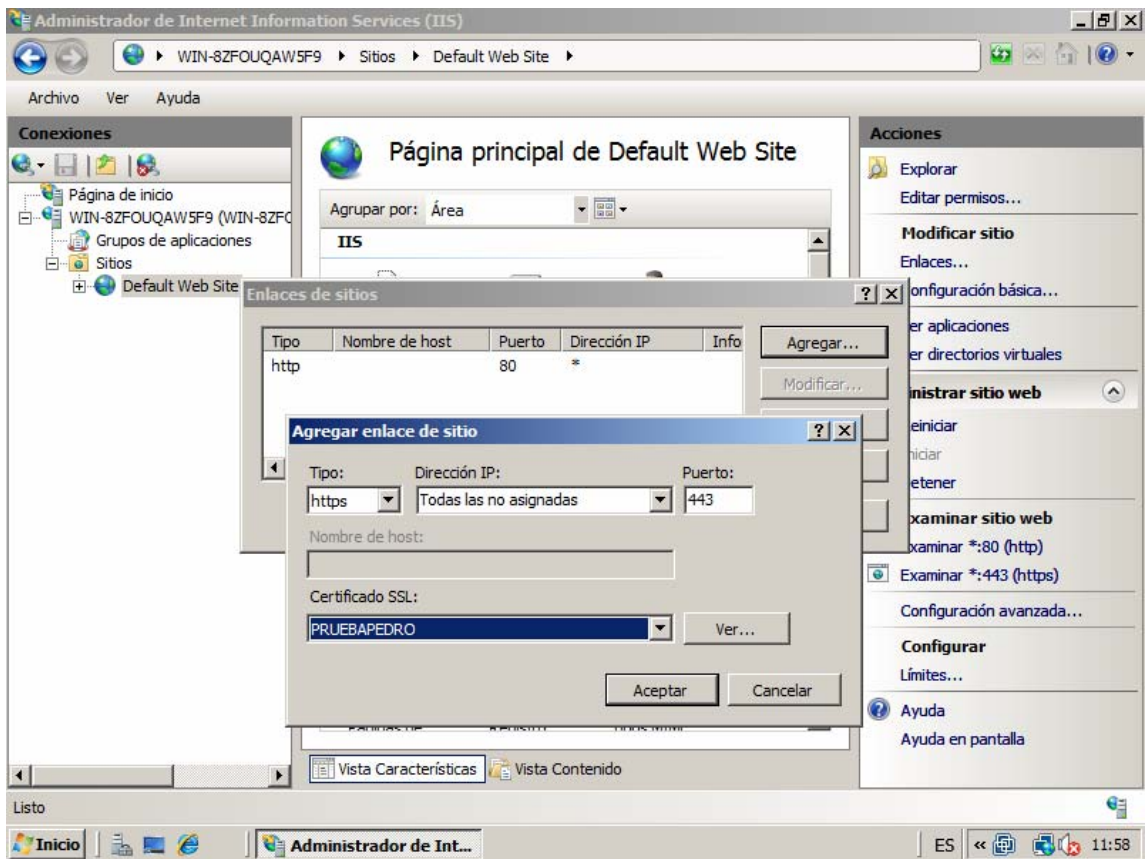 Administrador de Internet Information Services (IIS)
WIN-8ZFOUQAW5F9 Sitios Default Web Site
Archivo Ver Ayuda
Conexiones
Página de inicio
WIN-8ZFOUQAW5F9 (WIN-8ZFO
Grupos de aplicaciones
Sitios
Default Web Site
Página principal de Default Web Site
Agrupar por: Área
IIS
Enlaces de sitios
Tipo Nombre de host Puerto Dirección IP Info
http 80 *
Agregar...
Modificar...
Agregar enlace de sitio
Tipo: Dirección IP: Puerto:
https Todas las no asignadas 443
Nombre de host:
Certificado SSL:
PRUEBAPEDRO Ver...
Aceptar Cancelar
Vista Características Vista Contenido
Acciones
Explorar
Editar permisos...
Modificar sitio
Enlaces...
onfiguración básica...
er aplicaciones
er directorios virtuales
inistrar sitio web
einiciar
niciar
etener
xaminar sitio web
xaminar *:80 (http)
Examinar *:443 (https)
Configuración avanzada...
Configurar
Límites...
Ayuda
Ayuda en pantalla
Listo
Inicio Administrador de Int... ES « 11:58